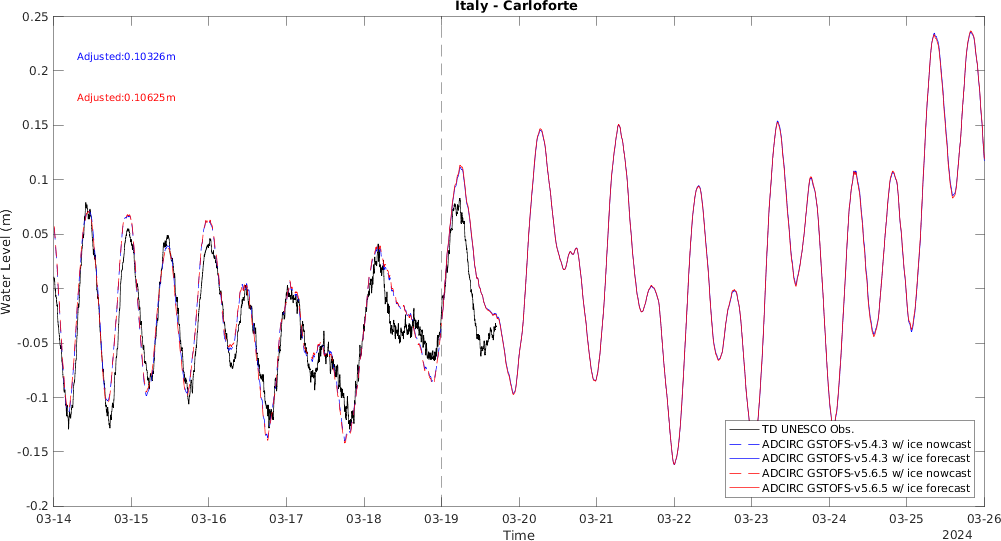 Italy - Carloforte
0.25
0.2
0.15
0.1
0.05
0
-0.05
-0.1
-0.15
-0.2
Water Level (m)
Adjusted:0.10326m
Adjusted:0.10625m
TD UNESCO Obs.
ADCIRC GSTOFS-v5.4.3 w/ ice nowcast
ADCIRC GSTOFS-v5.4.3 w/ ice forecast
ADCIRC GSTOFS-v5.6.5 w/ ice nowcast
ADCIRC GSTOFS-v5.6.5 w/ ice forecast
03-14 03-15 03-16 03-17 03-18 03-19 03-20 03-21 03-22 03-23 03-24 03-25 03-26
Time
2024